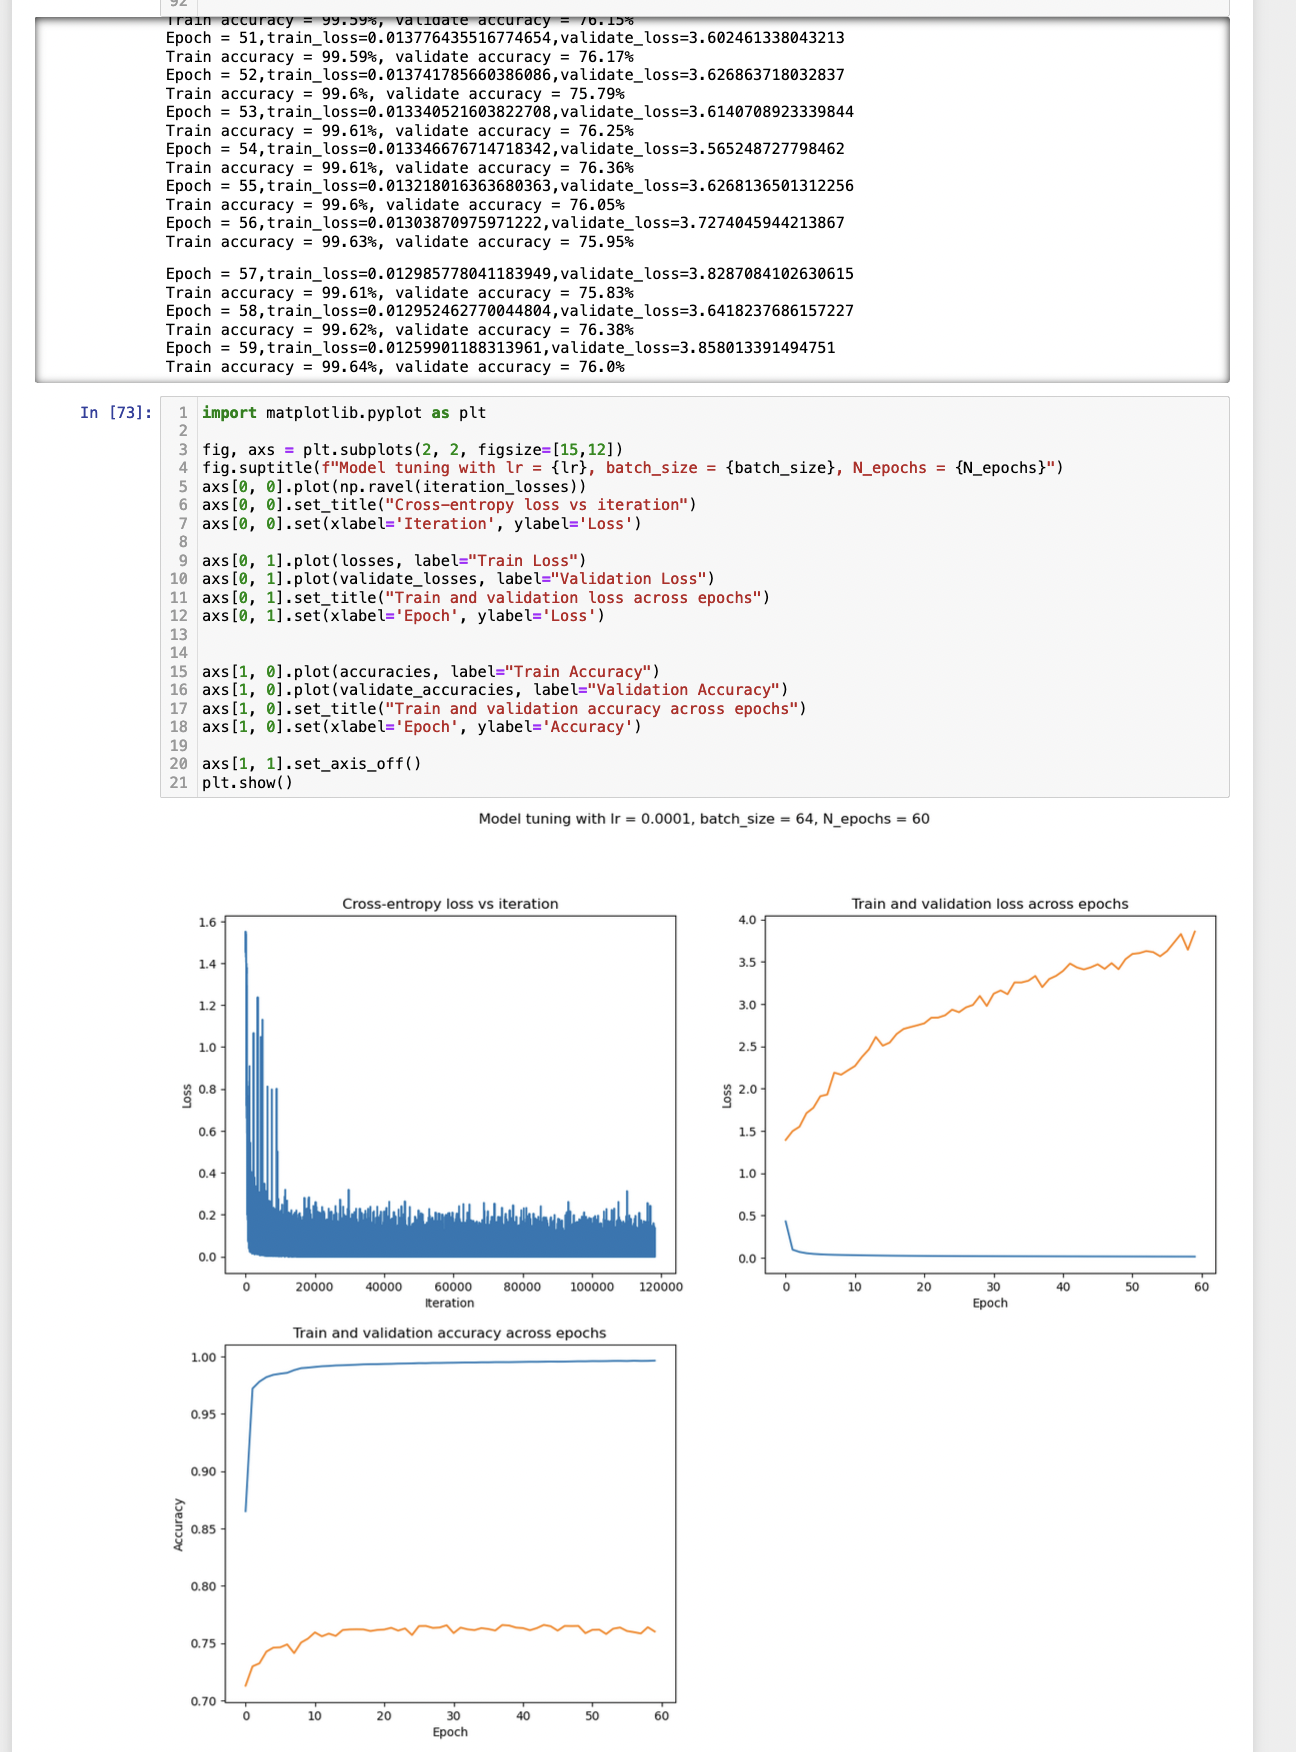 92
Train accuracy = 99.59%, validate accuracy = 76.15%
Epoch = 51,train_loss=0.013776435516774654,validate_loss=3.602461338043213
Train accuracy = 99.59%, validate accuracy = 76.17%
Epoch = 52,train_loss=0.013741785660386086,validate_loss=3.626863718032837
Train accuracy = 99.6%, validate accuracy = 75.79%
Epoch = 53,train_loss=0.013340521603822708,validate_loss=3.6140708923339844
Train accuracy = 99.61%, validate accuracy = 76.25%
Epoch = 54,train_loss=0.013346676714718342,validate_loss=3.565248727798462
Train accuracy = 99.61%, validate accuracy = 76.36%
Epoch = 55,train_loss=0.013218016363680363,validate_loss=3.6268136501312256
Train accuracy = 99.6%, validate accuracy = 76.05%
Epoch = 56,train_loss=0.01303870975971222,validate_loss=3.7274045944213867
Train accuracy = 99.63%, validate accuracy = 75.95%
Epoch = 57,train_loss=0.012985778041183949,validate_loss=3.8287084102630615
Train accuracy = 99.61%, validate accuracy = 75.83%
Epoch = 58,train_loss=0.012952462770044804,validate_loss=3.6418237686157227
Train accuracy = 99.62%, validate accuracy = 76.38%
Epoch = 59,train_loss=0.01259901188313961,validate_loss=3.858013391494751
Train accuracy = 99.64%, validate accuracy = 76.0%
In [73]:
1 import matplotlib.pyplot as plt
2
3 fig, axs = plt.subplots(2, 2, figsize=[15,12])
4 fig.suptitle(f"Model tuning with lr = {lr}, batch_size = {batch_size}, N_epochs = {N_epochs}")
5 axs[0, 0].plot(np.ravel(iteration_losses))
6 axs[0, 0].set_title("Cross-entropy loss vs iteration")
7 axs[0, 0].set(xlabel='Iteration', ylabel='Loss')
8
9 axs[0, 1].plot(losses, label="Train Loss")
10 axs[0, 1].plot(validate_losses, label="Validation Loss")
11 axs[0, 1].set_title("Train and validation loss across epochs")
12 axs[0, 1].set(xlabel='Epoch', ylabel='Loss')
13
14
15 axs[1, 0].plot(accuracies, label="Train Accuracy")
16 axs[1, 0].plot(validate_accuracies, label="Validation Accuracy")
17 axs[1, 0].set_title("Train and validation accuracy across epochs")
18 axs[1, 0].set(xlabel='Epoch', ylabel='Accuracy')
19
20 axs[1, 1].set_axis_off()
21 plt.show()
Model tuning with lr = 0.0001, batch_size = 64, N_epochs = 60
Cross-entropy loss vs iteration
1.6
1.4
1.2
1.0
0.8
0.6
0.4
0.2
0.0
Loss
0 20000 40000 60000 80000 100000 120000
Iteration
Train and validation loss across epochs
4.0
3.5
3.0
2.5
2.0
1.5
1.0
0.5
0.0
Loss
0 10 20 30 40 50 60
Epoch
Train and validation accuracy across epochs
1.00
0.95
0.90
0.85
0.80
0.75
0.70
Accuracy
0 10 20 30 40 50 60
Epoch